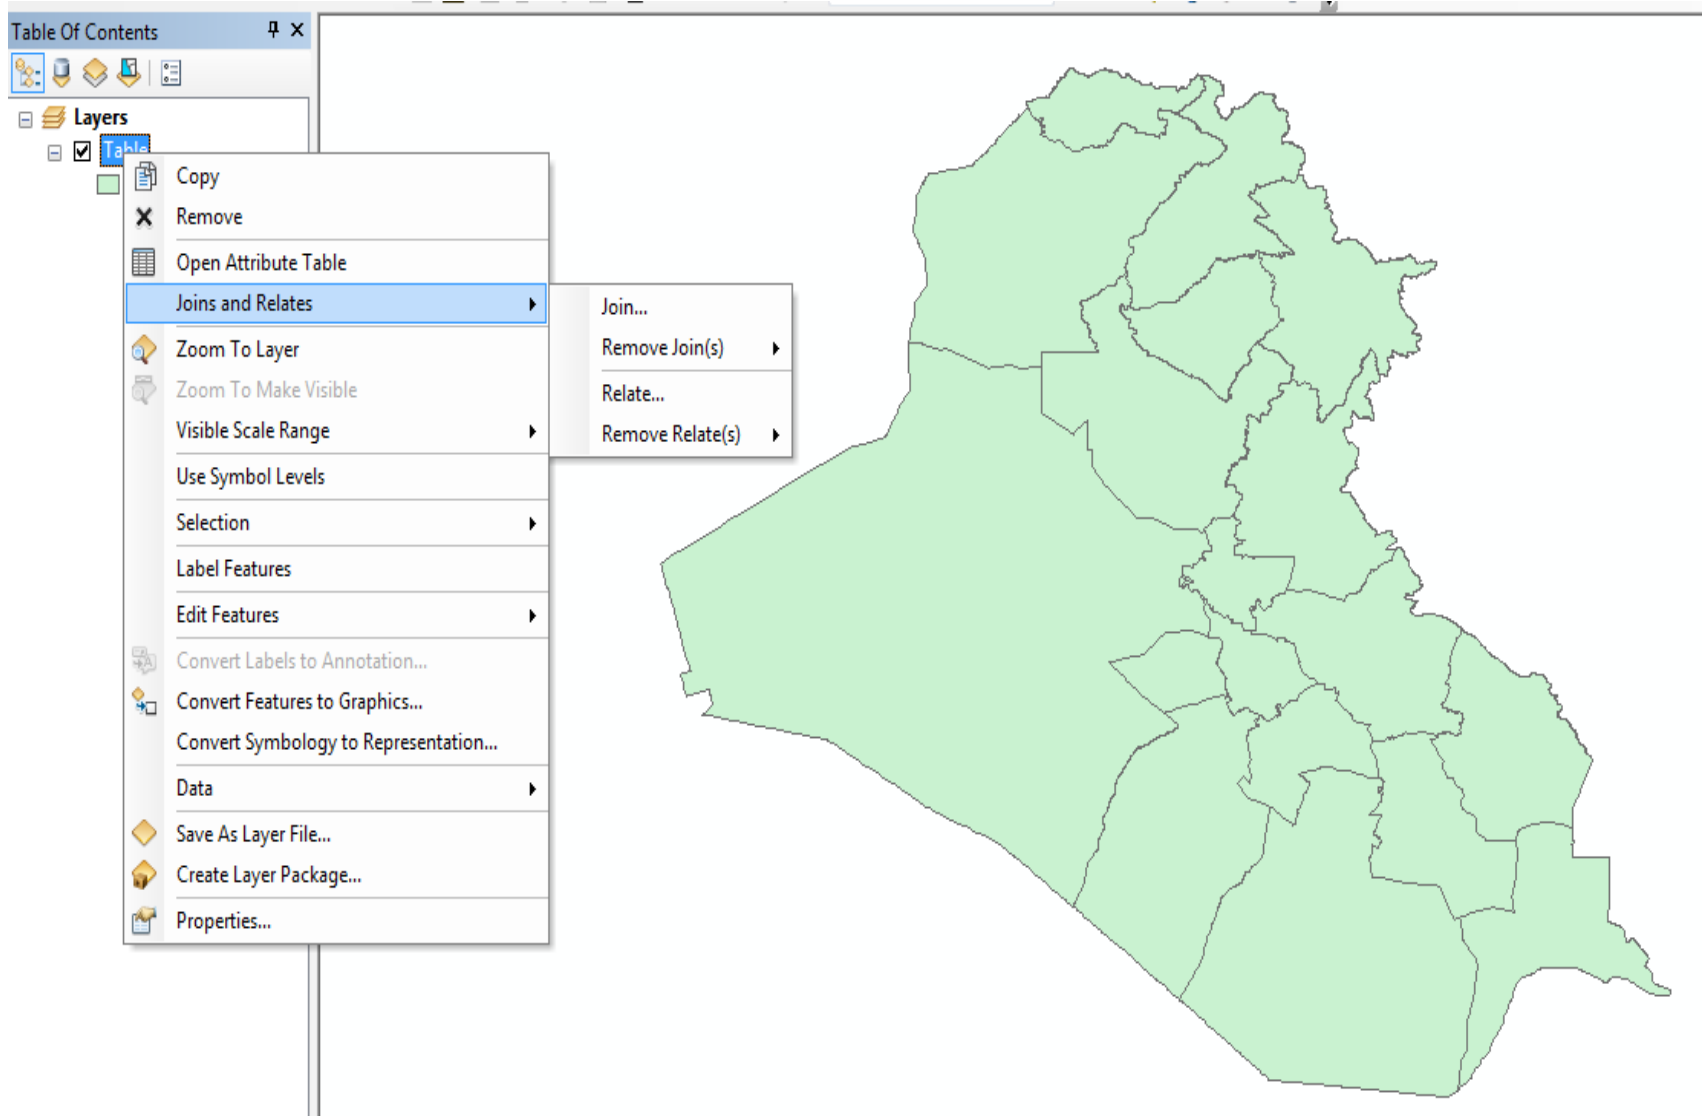 Table Of Contents
Layers
Table
Copy
Remove
Open Attribute Table
Joins and Relates
Zoom To Layer
Zoom To Make Visible
Visible Scale Range
Use Symbol Levels
Selection
Label Features
Edit Features
Convert Labels to Annotation...
Convert Features to Graphics...
Convert Symbology to Representation...
Data
Save As Layer File...
Create Layer Package...
Properties...
Join...
Remove Join(s)
Relate...
Remove Relate(s)